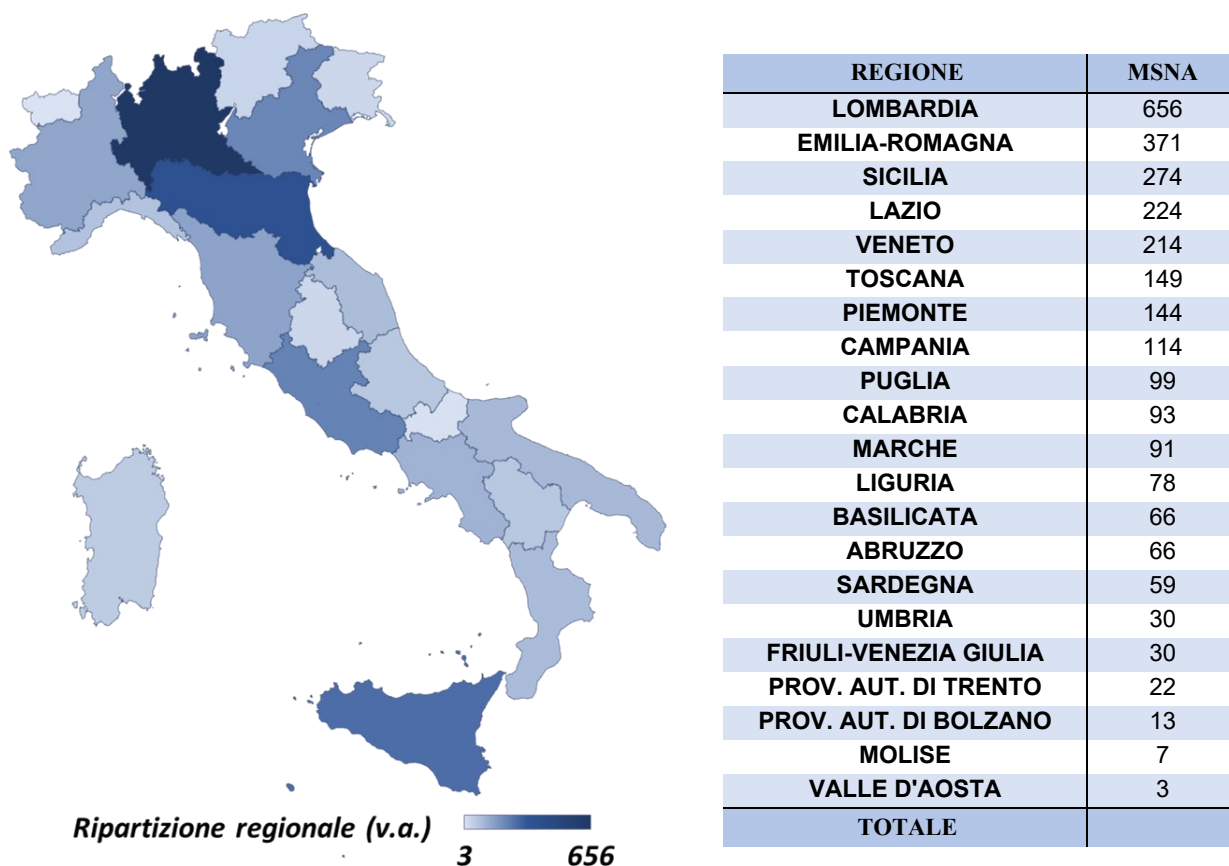 REGIONE MSNA
LOMBARDIA 656
EMILIA-ROMAGNA 371
SICILIA 274
LAZIO 224
VENETO 214
TOSCANA 149
PIEMONTE 144
CAMPANIA 114
PUGLIA 99
CALABRIA 93
MARCHE 91
LIGURIA 78
BASILICATA 66
ABRUZZO 66
SARDEGNA 59
UMBRIA 30
FRIULI-VENEZIA GIULIA 30
PROV. AUT. DI TRENTO 22
PROV. AUT. DI BOLZANO 13
MOLISE 7
VALLE D'AOSTA 3
TOTALE
Ripartizione regionale (v.a.)
3 656